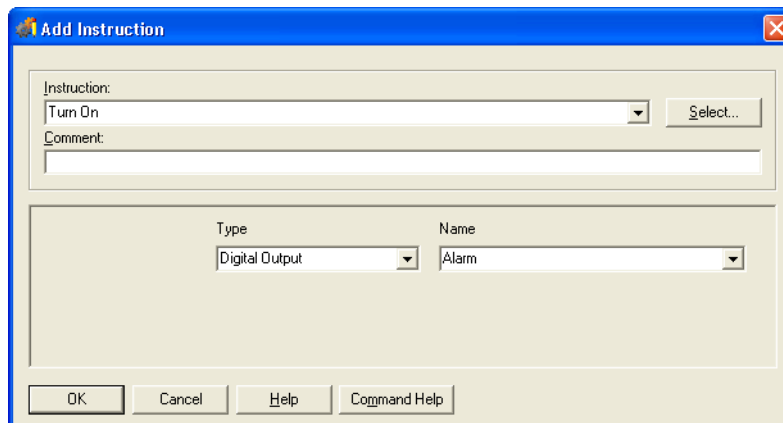 Add Instruction
Instruction:
Turn On
Select...
Comment:
Type Name
Digital Output Alarm
OK Cancel Help Command Help